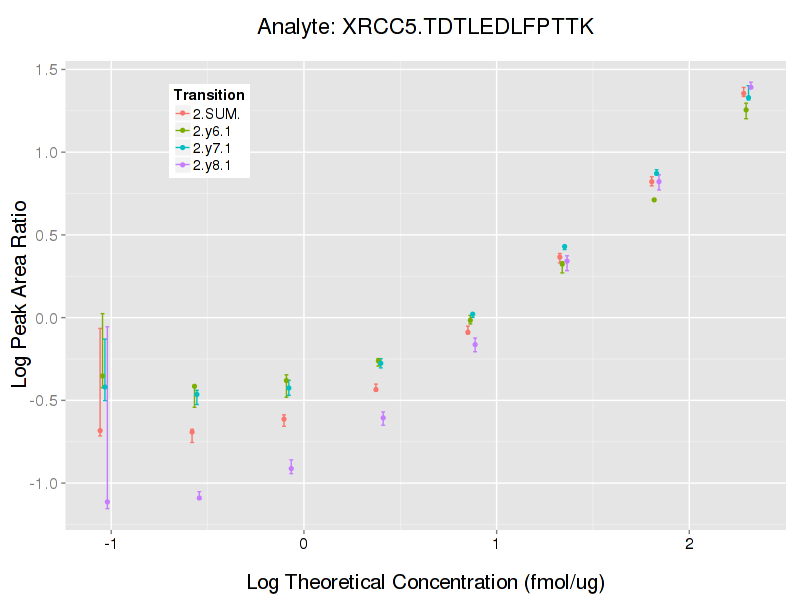 Analyte: XRCC5.TDTLEDLFPTTK
Log Peak Area Ratio
1.5
1.0
0.5
0.0
-0.5
-1.0
Transition
2.SUM.
2.y6.1
2.y7.1
2.y8.1
-1
0
1
2
Log Theoretical Concentration (fmol/ug)